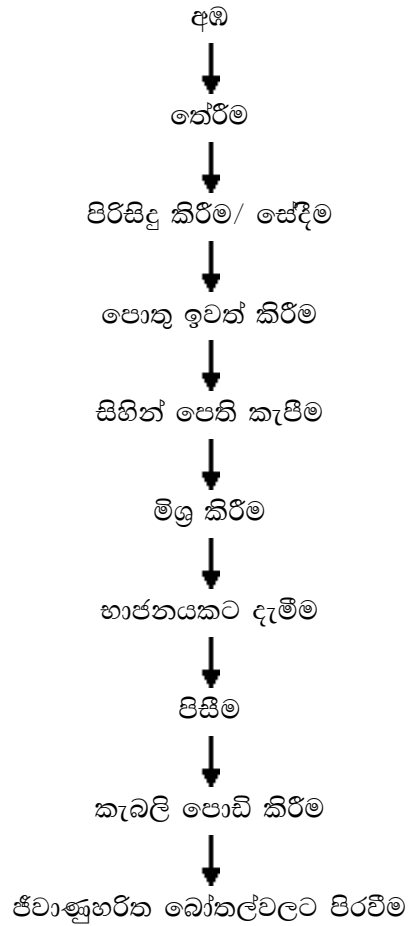 අඹ
තේරීම
පිරිසිදු කිරීම/ සේදීම
පොතු ඉවත් කිරීම
සිහින් පෙති කැපීම
මිශ්‍ර කිරීම
භාජනයකට දැමීම
පිසීම
කැබලි පොඩි කිරීම
ජීවාණුහරිත බෝතල්වලට පිරවීම